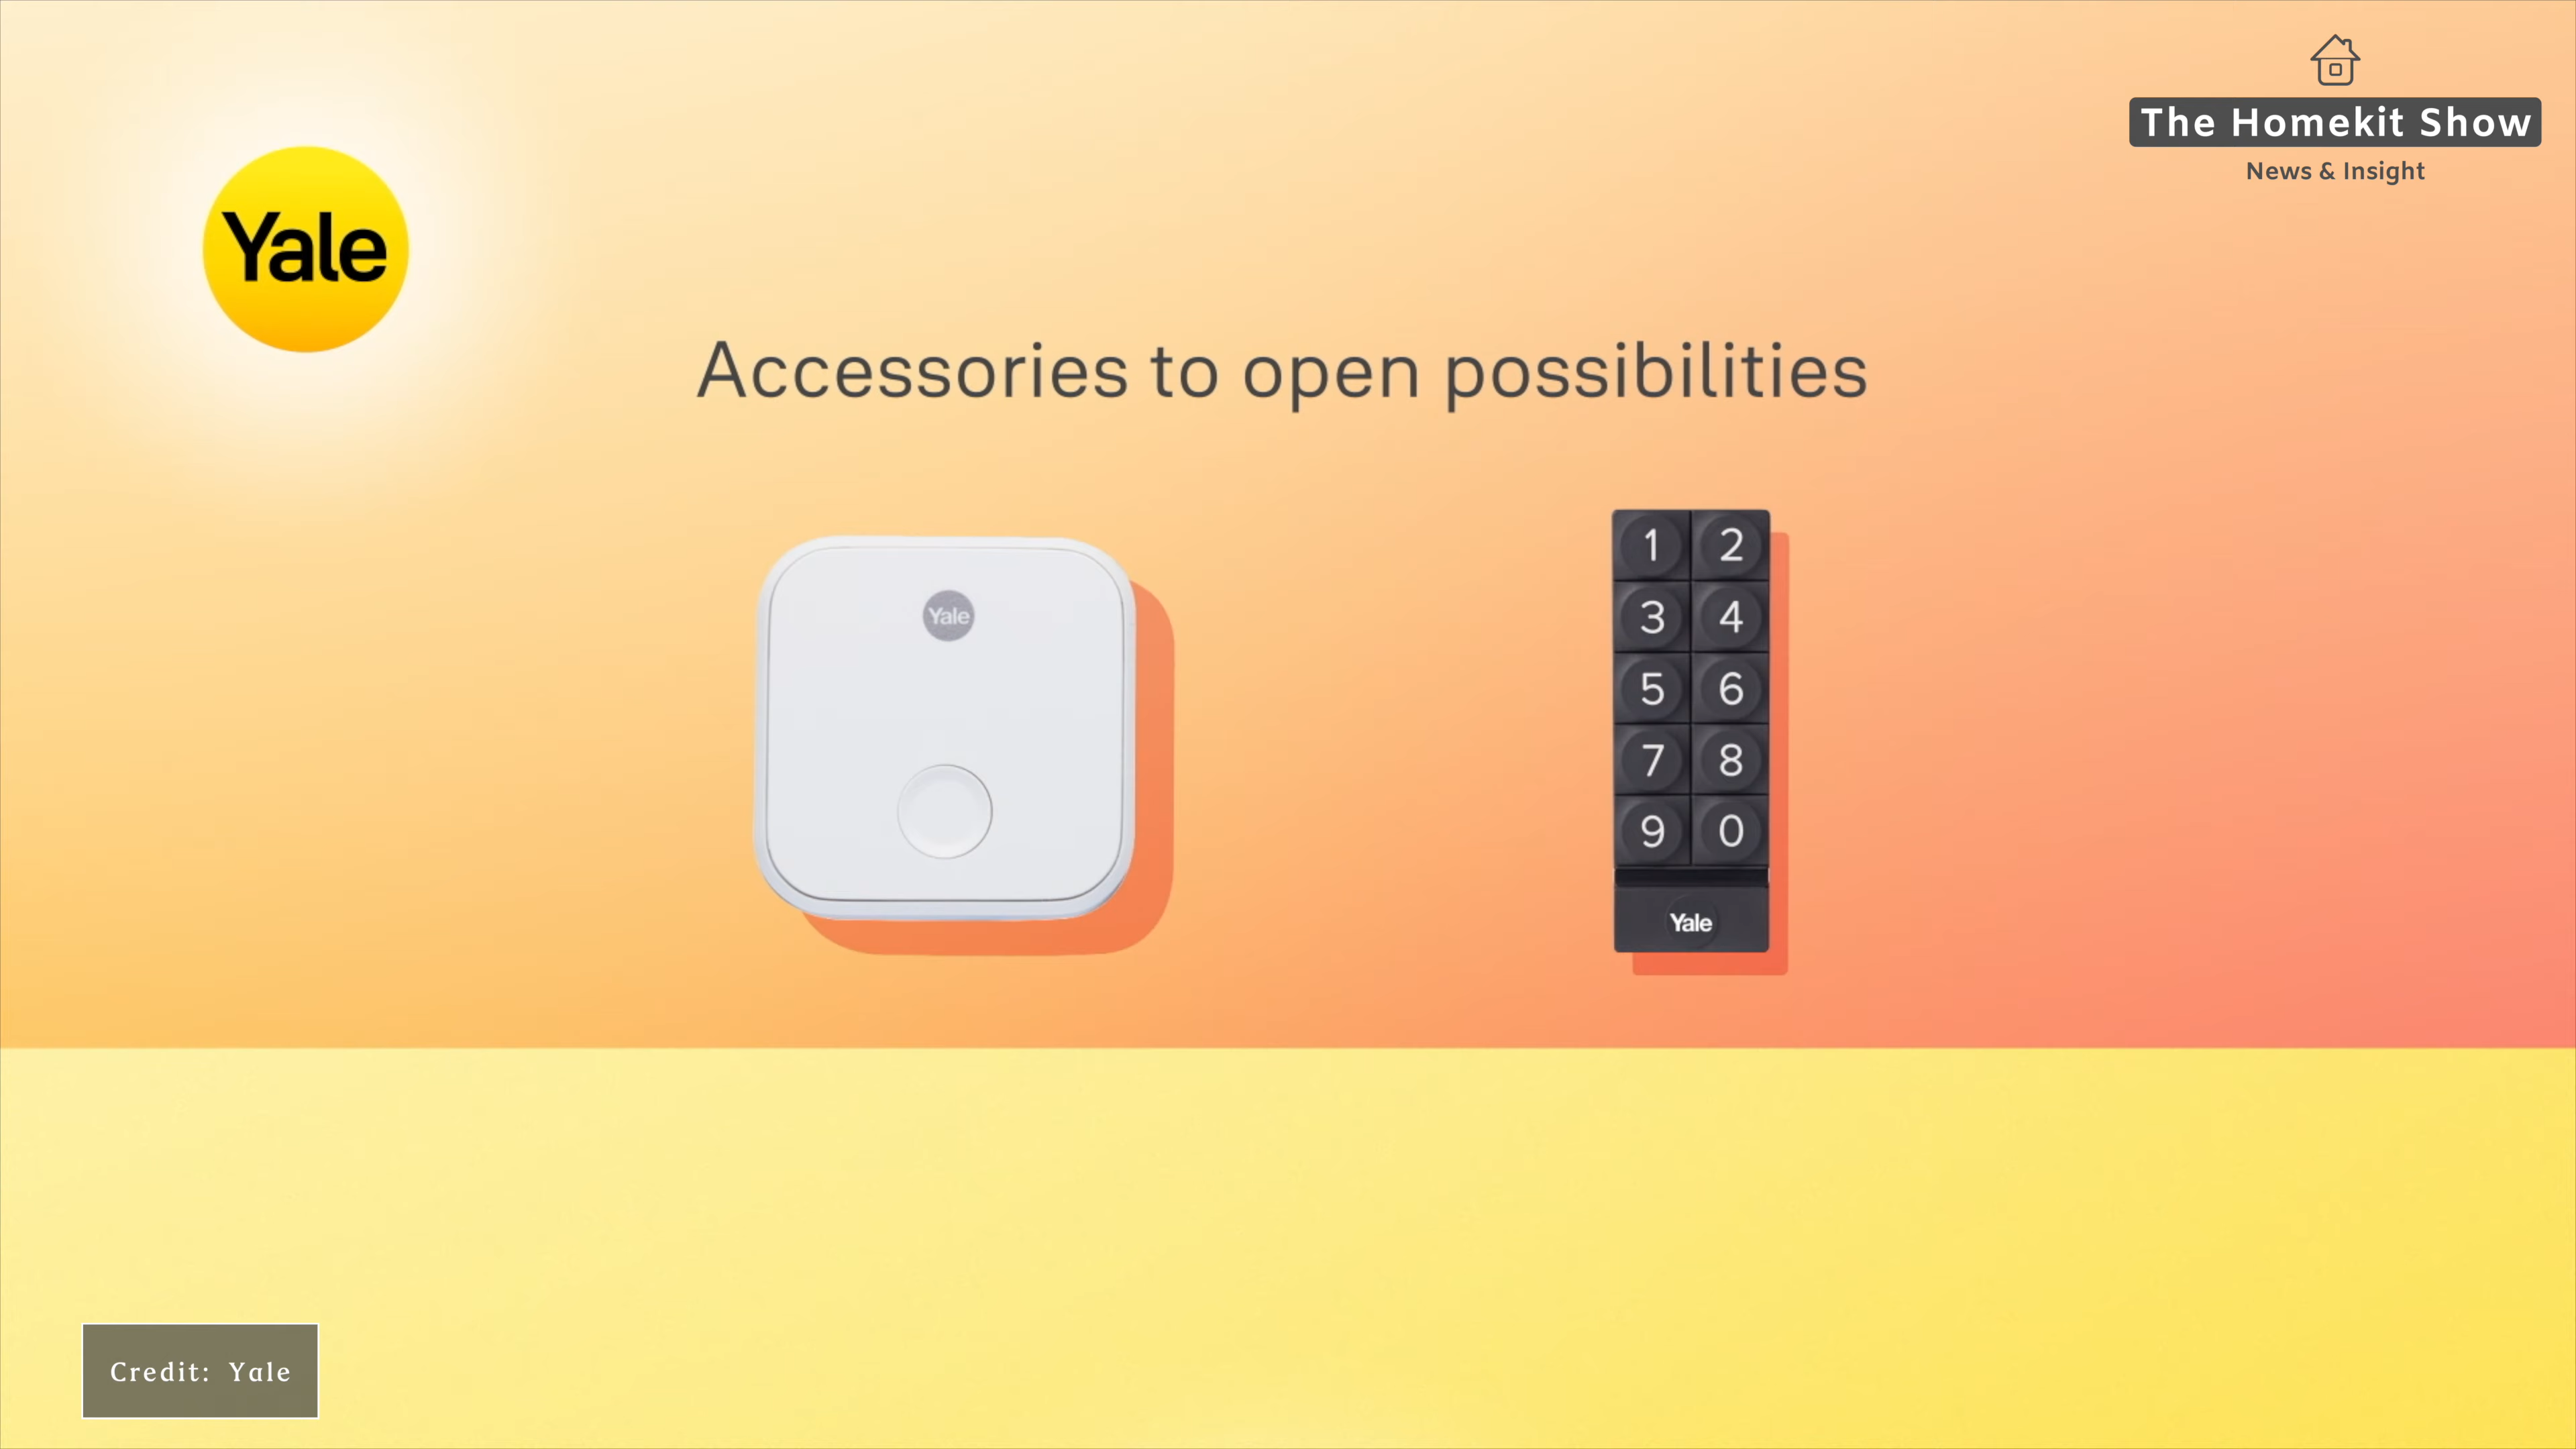 The Homekit Show
News & Insight
Yale
Accessories to open possibilities
Yale
1 2
3 4
5 6
7 8
9 0
Yale
Credit: Yale